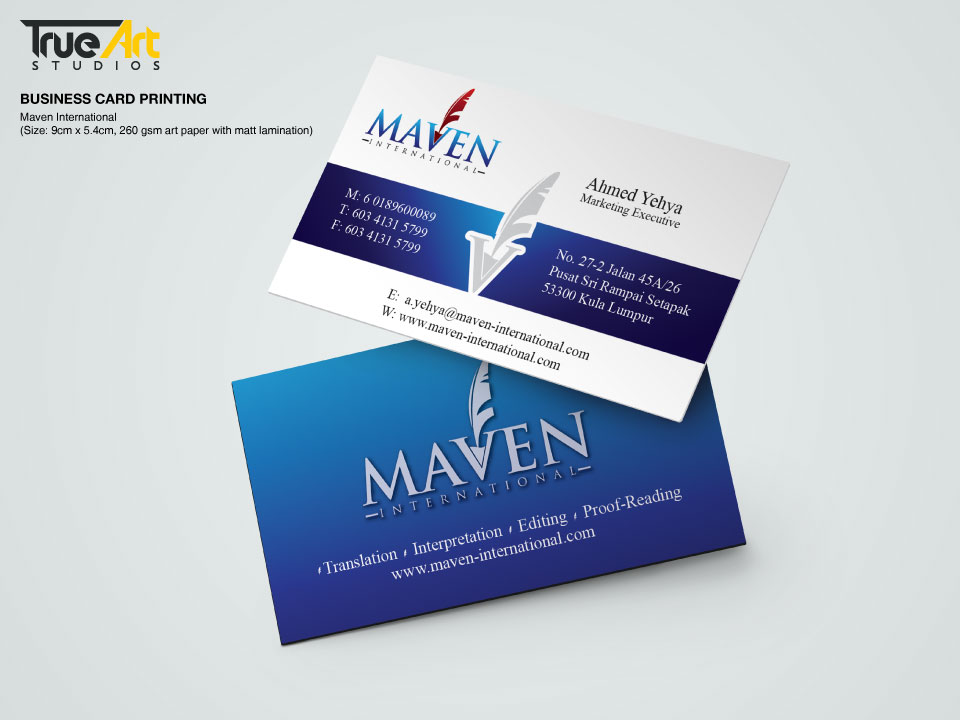 TrueArt
STUDIOS
BUSINESS CARD PRINTING
Maven International
(Size: 9cm x 5.4cm, 260 gsm art paper with matt lamination)
MAVEN
INTERNATIONAL
Ahmed Yehya
Marketing Executive
M: 6 0189600089
T: 603 4131 5799
F: 603 4131 5799
No. 27-2 Jalan 45A/26
Pusat Sri Rampai Setapak
53300 Kula Lumpur
E: a.yehya@maven-international.com
W: www.maven-international.com
MAVEN
INTERNATIONAL
Translation Interpretation Editing Proof-Reading
www.maven-international.com